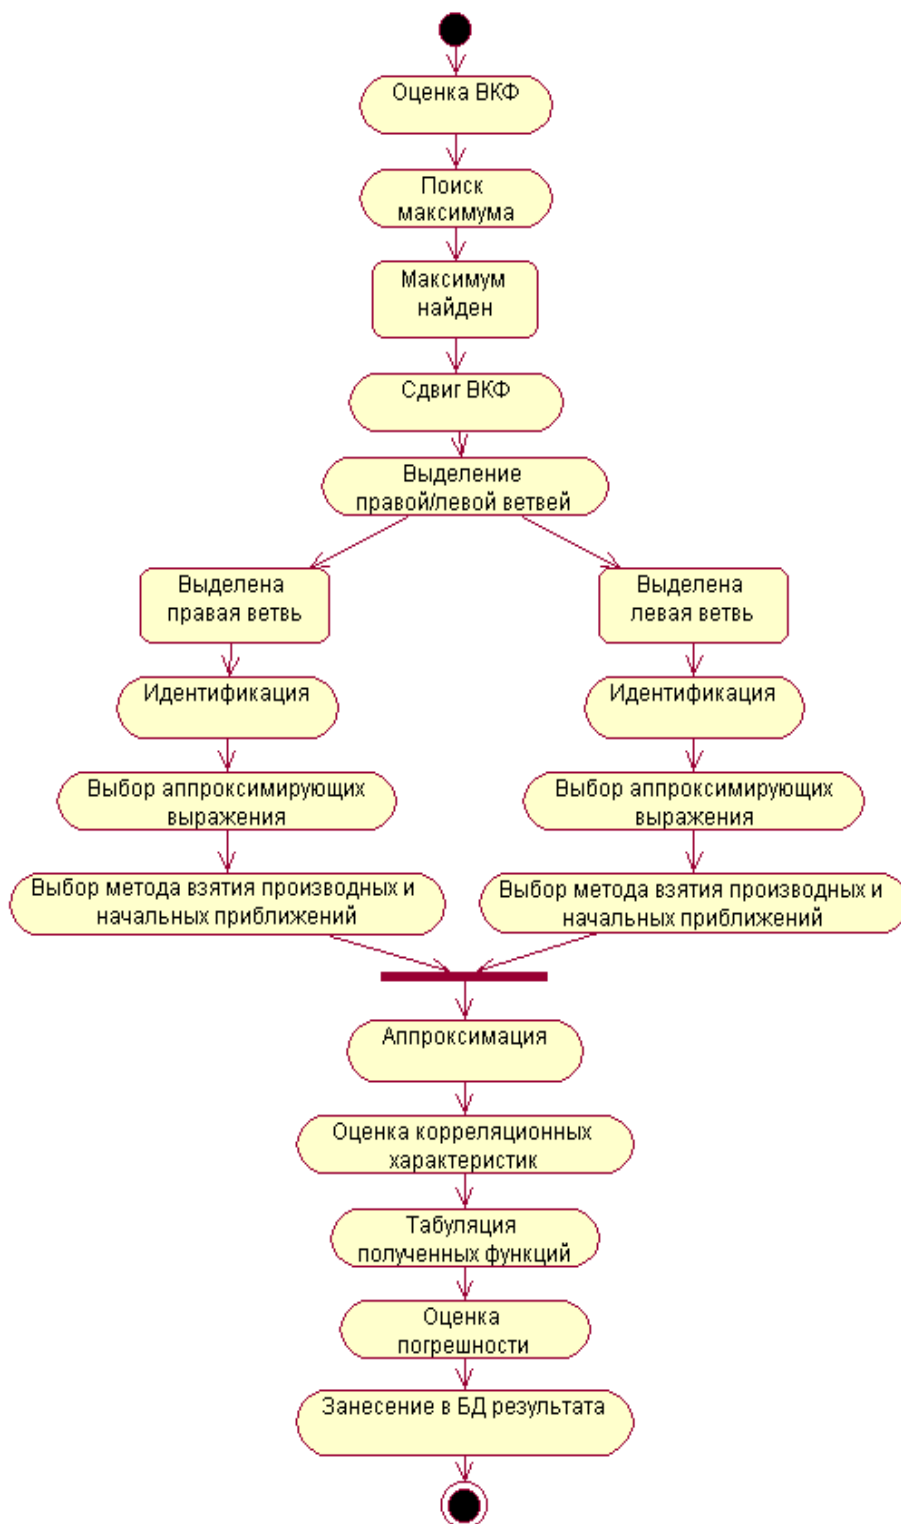 Оценка ВКФ
Поиск
максимума
Максимум
найден
Сдвиг ВКФ
Выделение
правой/левой ветвей
Выделена
правая ветвь
Выделена
левая ветвь
Идентификация
Идентификация
Выбор аппроксимирующих
выражения
Выбор аппроксимирующих
выражения
Выбор метода взятия производных и
начальных приближений
Выбор метода взятия производных и
начальных приближений
Аппроксимация
Оценка корреляционных
характеристик
Табуляция
полученных функций
Оценка
погрешности
Занесение в БД результата